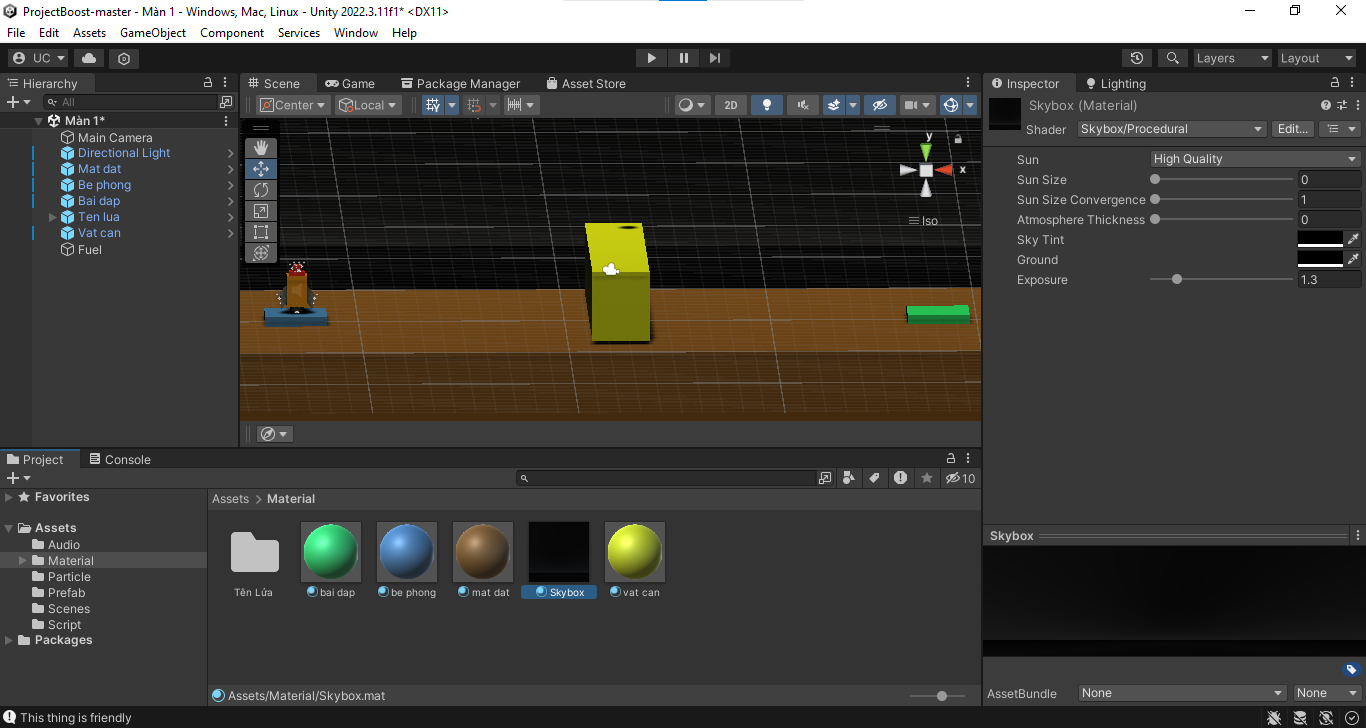 ProjectBoost-master - Màn 1 - Windows, Mac, Linux - Unity 2022.3.11f1* <DX11>
File Edit Assets GameObject Component Services Window Help
UC Layers Layout
Hierarchy
All
Màn 1*
Main Camera
Directional Light
Mat dat
Be phong
Bai dap
Ten lua
Vat can
Fuel
Scene Game Package Manager Asset Store
Center Local 2D
y
x
Iso
Inspector Lighting
Skybox (Material)
Shader Skybox/Procedural Edit...
Sun High Quality
Sun Size 0
Sun Size Convergence 1
Atmosphere Thickness 0
Sky Tint
Ground
Exposure 1.3
Project Console
10
Favorites
Assets
Audio
Material
Particle
Prefab
Scenes
Script
Packages
Assets > Material
Tên Lửa bai dap be phong mat dat Skybox vat can
Assets/Material/Skybox.mat
Skybox
AssetBundle None None
This thing is friendly